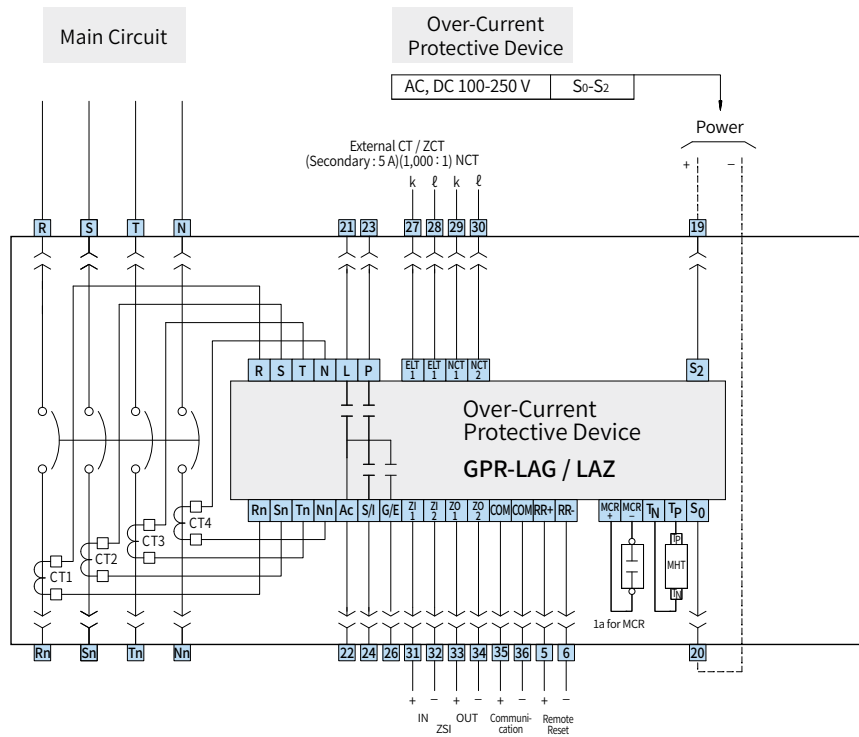 Main Circuit
Over-Current
Protective Device
AC, DC 100-250 V S0-S2
Power
+ −
External CT / ZCT
(Secondary : 5 A)(1,000 : 1) NCT
k ℓ k ℓ
R S T N 21 23 27 28 29 30 19
R S T N L P ELT 1 ELT 1 NCT 1 NCT 2 S2
Over-Current
Protective Device
GPR-LAG / LAZ
Rn Sn Tn Nn Ac S/I G/E ZI 1 ZI 2 ZO 1 ZO 2 COM COM RR+ RR- MCR + MCR − TN TP S0
CT4
CT3
CT2
CT1
TP
MHT
TN
1a for MCR
Rn Sn Tn Nn 22 24 26 31 32 33 34 35 36 5 6 20
+ − + − + − + −
IN OUT
ZSI
Communi-
cation
Remote
Reset